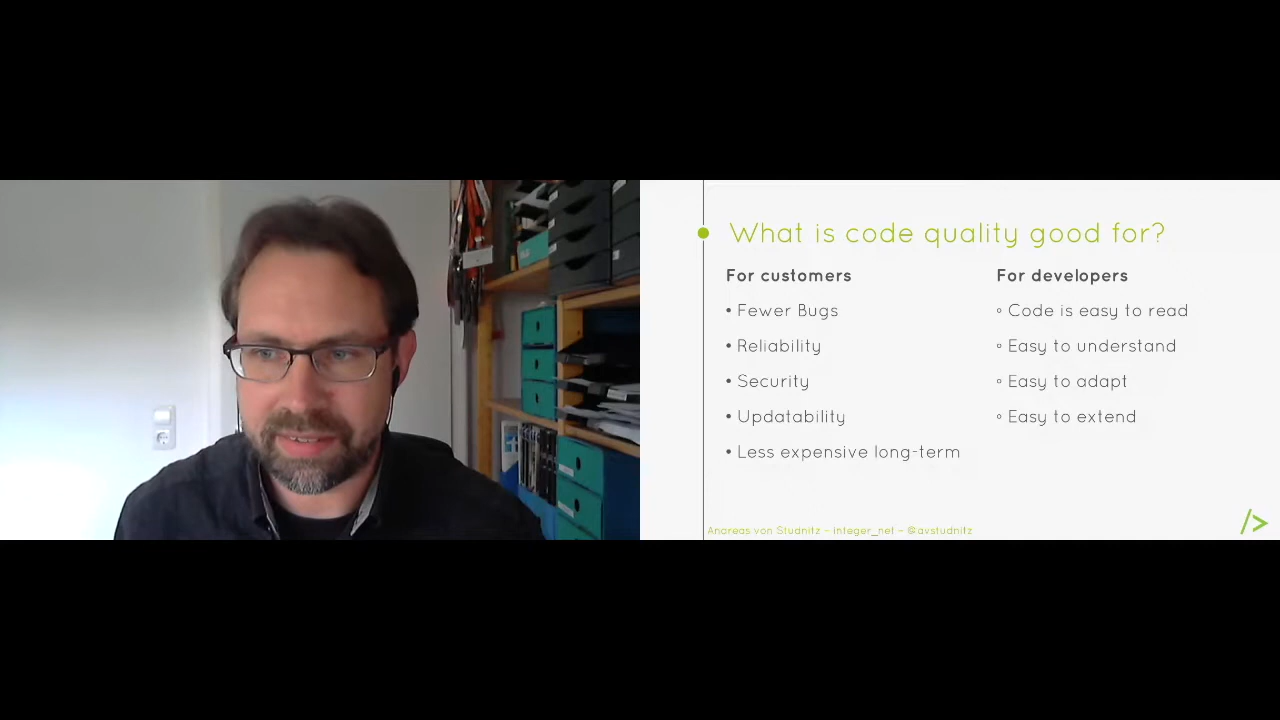 What is code quality good for?
For customers
• Fewer Bugs
• Reliability
• Security
• Updatability
• Less expensive long-term
For developers
◦ Code is easy to read
◦ Easy to understand
◦ Easy to adapt
◦ Easy to extend
Andreas von Studnitz - integer_net - @avstudnitz
/>